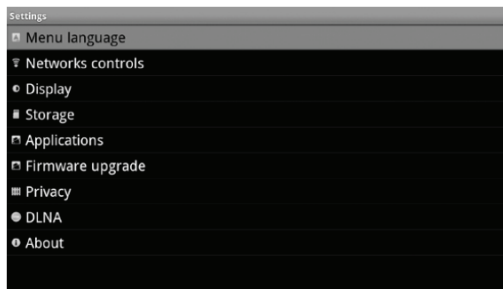 Settings
Menu language
Networks controls
Display
Storage
Applications
Firmware upgrade
Privacy
DLNA
About